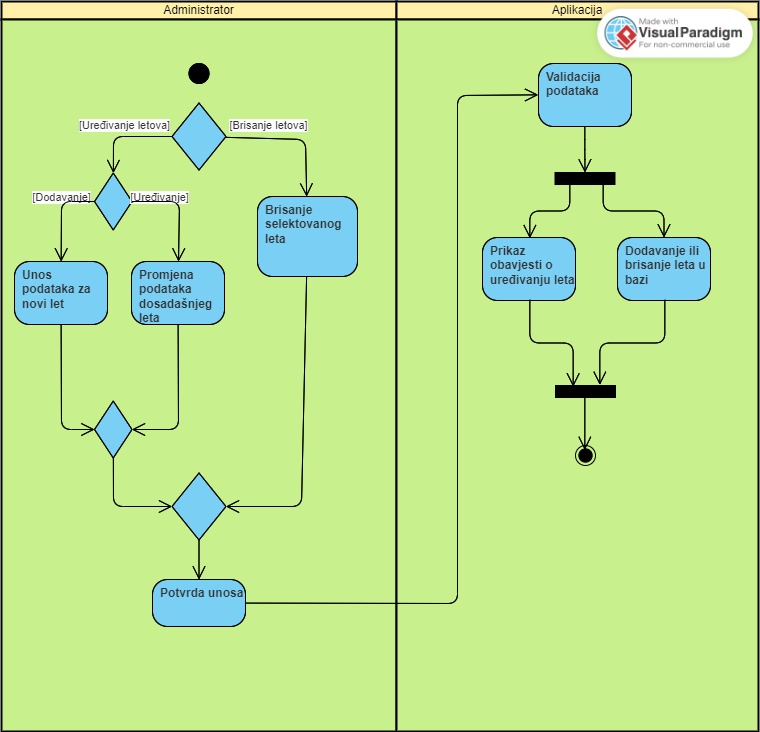 Administrator
Aplikacija
Made with
VisualParadigm
For non-commercial use
[Uređivanje letova]
[Brisanje letova]
[Dodavanje]
[Uređivanje]
Unos
podataka za
novi let
Promjena
podataka
dosadašnjeg
leta
Brisanje
selektovanog
leta
Potvrda unosa
Validacija
podataka
Prikaz
obavjesti o
uređivanju leta
Dodavanje ili
brisanje leta u
bazi